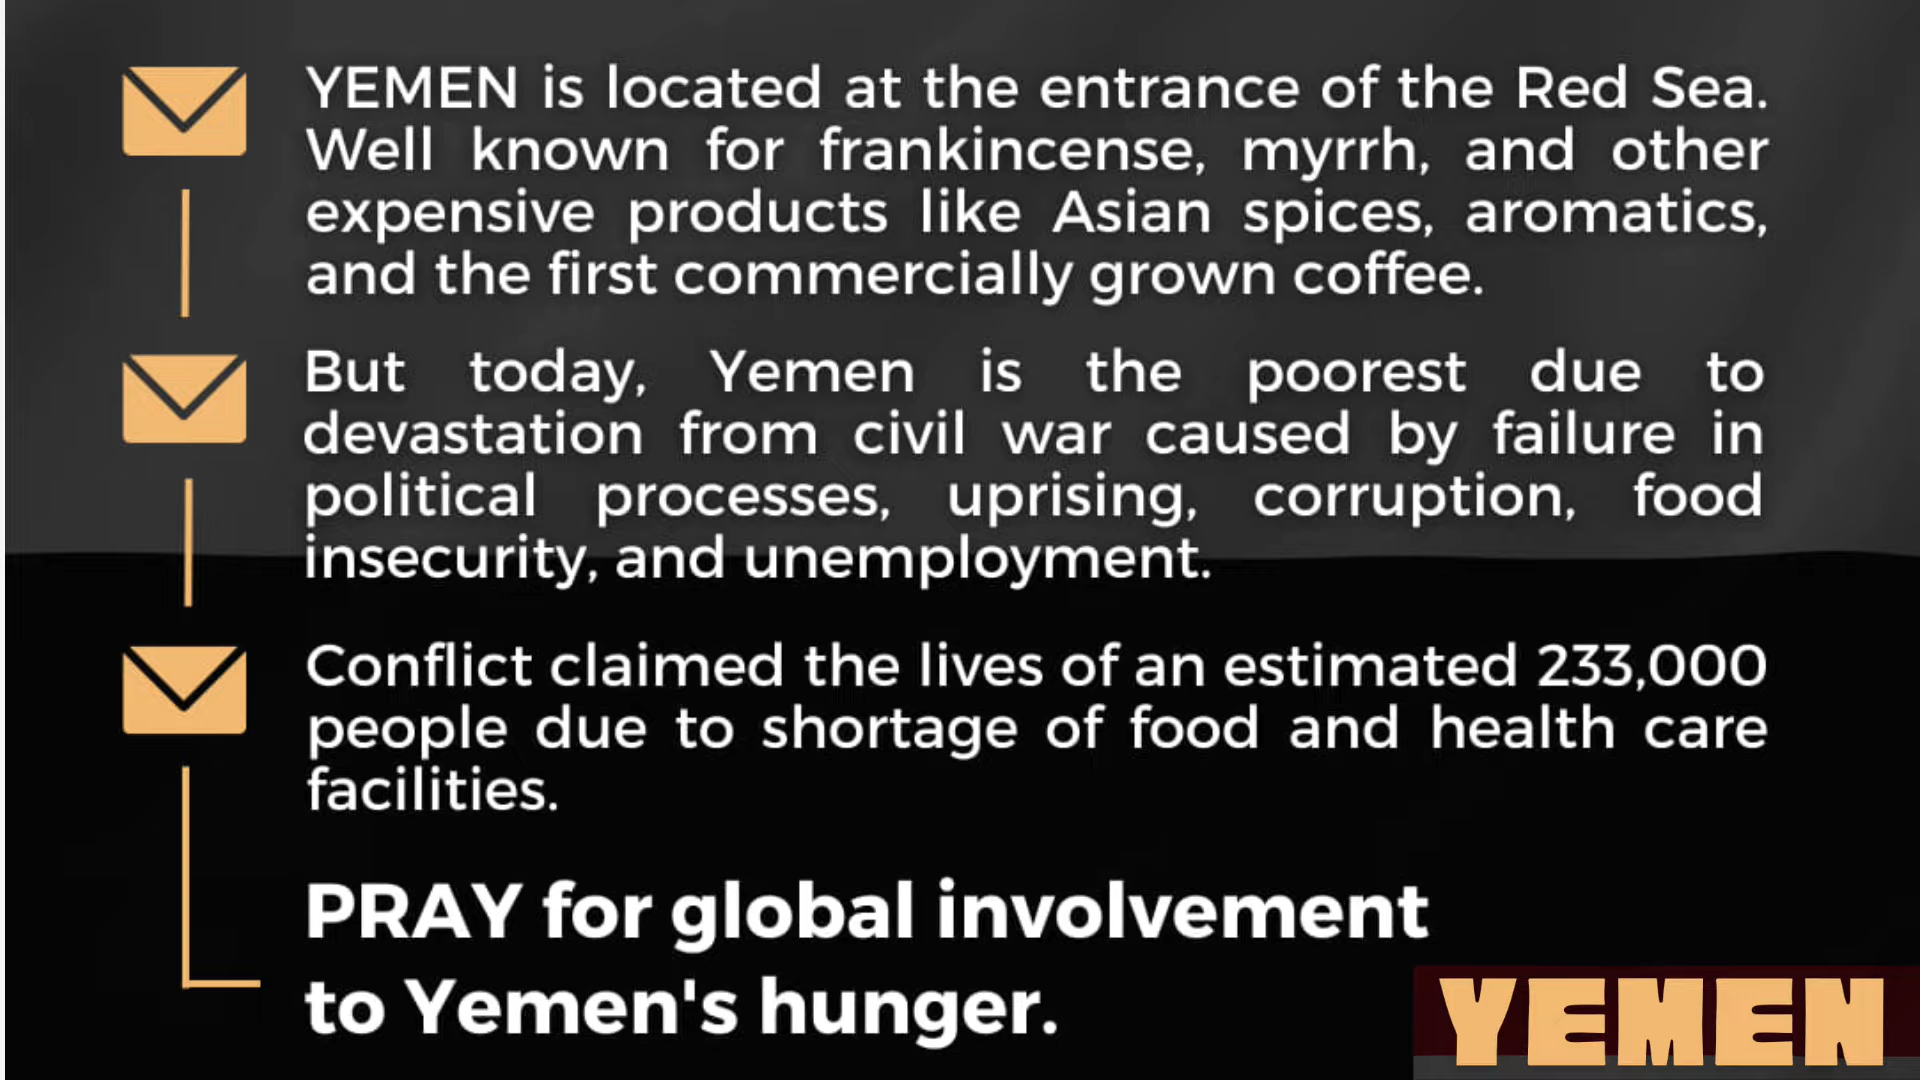 YEMEN is located at the entrance of the Red Sea.
Well known for frankincense, myrrh, and other
expensive products like Asian spices, aromatics,
and the first commercially grown coffee.
But today, Yemen is the poorest due to
devastation from civil war caused by failure in
political processes, uprising, corruption, food
insecurity, and unemployment.
Conflict claimed the lives of an estimated 233,000
people due to shortage of food and health care
facilities.
PRAY for global involvement
to Yemen's hunger.
YEMEN